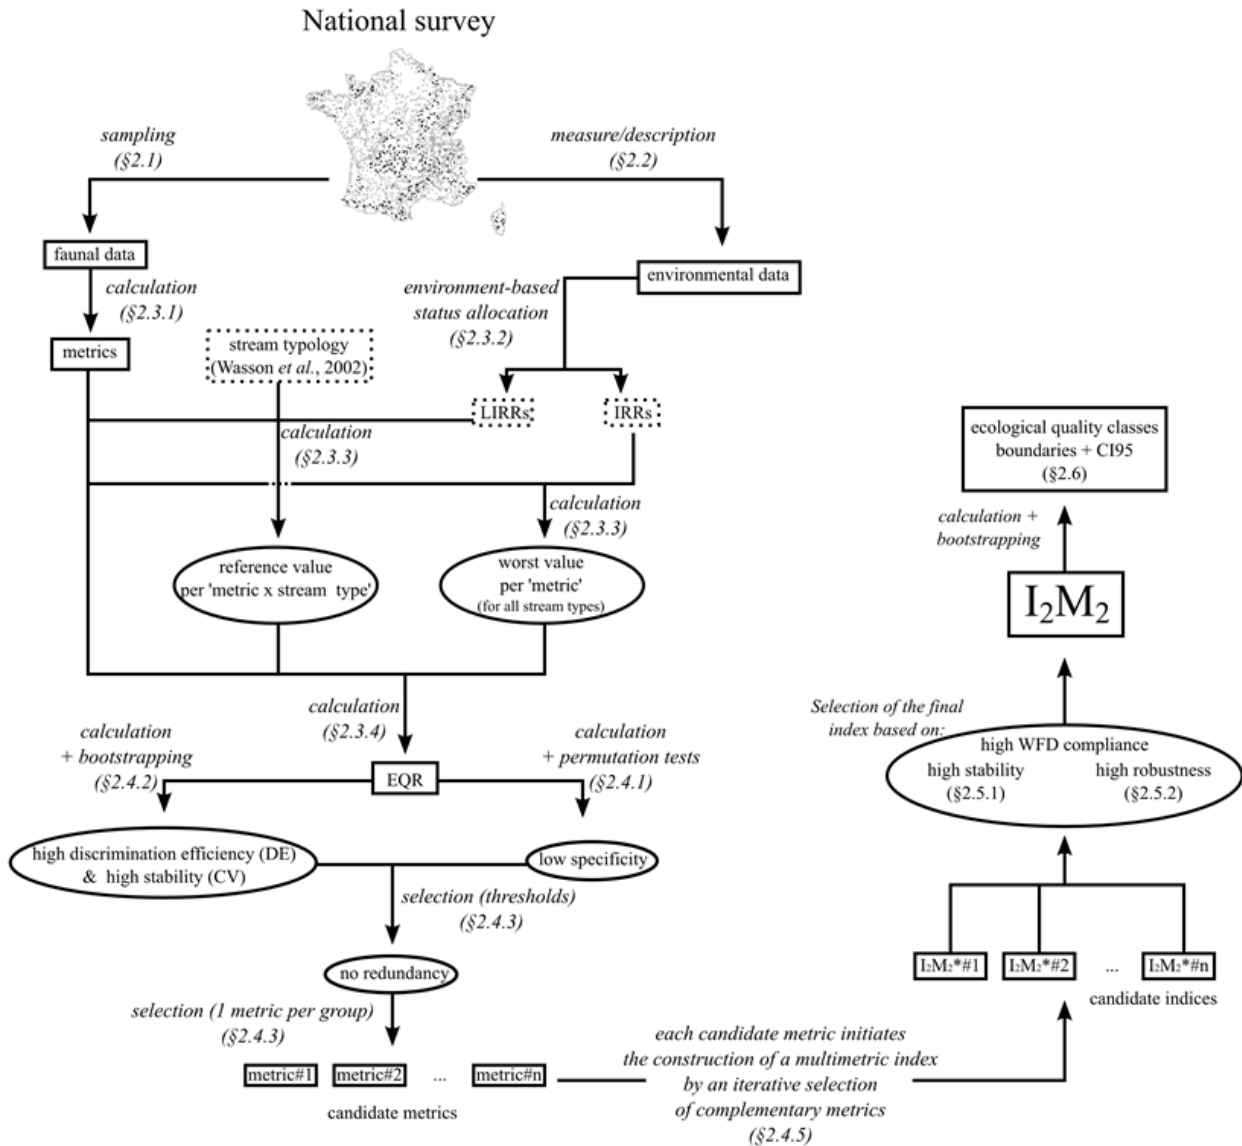 National survey
sampling
(§2.1)
measure/description
(§2.2)
faunal data
environmental data
calculation
(§2.3.1)
environment-based
status allocation
(§2.3.2)
metrics
stream typology
(Wasson et al., 2002)
LIRRs
IRRs
calculation
(§2.3.3)
calculation
(§2.3.3)
reference value
per 'metric x stream type'
worst value
per 'metric'
(for all stream types)
calculation
(§2.3.4)
calculation
+ bootstrapping
(§2.4.2)
calculation
+ permutation tests
(§2.4.1)
EQR
high discrimination efficiency (DE)
& high stability (CV)
low specificity
selection (thresholds)
(§2.4.3)
no redundancy
selection (1 metric per group)
(§2.4.3)
metric#1
metric#2
...
metric#n
candidate metrics
each candidate metric initiates
the construction of a multimetric index
by an iterative selection
of complementary metrics
(§2.4.5)
ecological quality classes
boundaries + CI95
(§2.6)
calculation +
bootstrapping
I₂M₂
Selection of the final
index based on:
high WFD compliance
high stability
(§2.5.1)
high robustness
(§2.5.2)
I₂M₂*#1
I₂M₂*#2
...
I₂M₂*#n
candidate indices